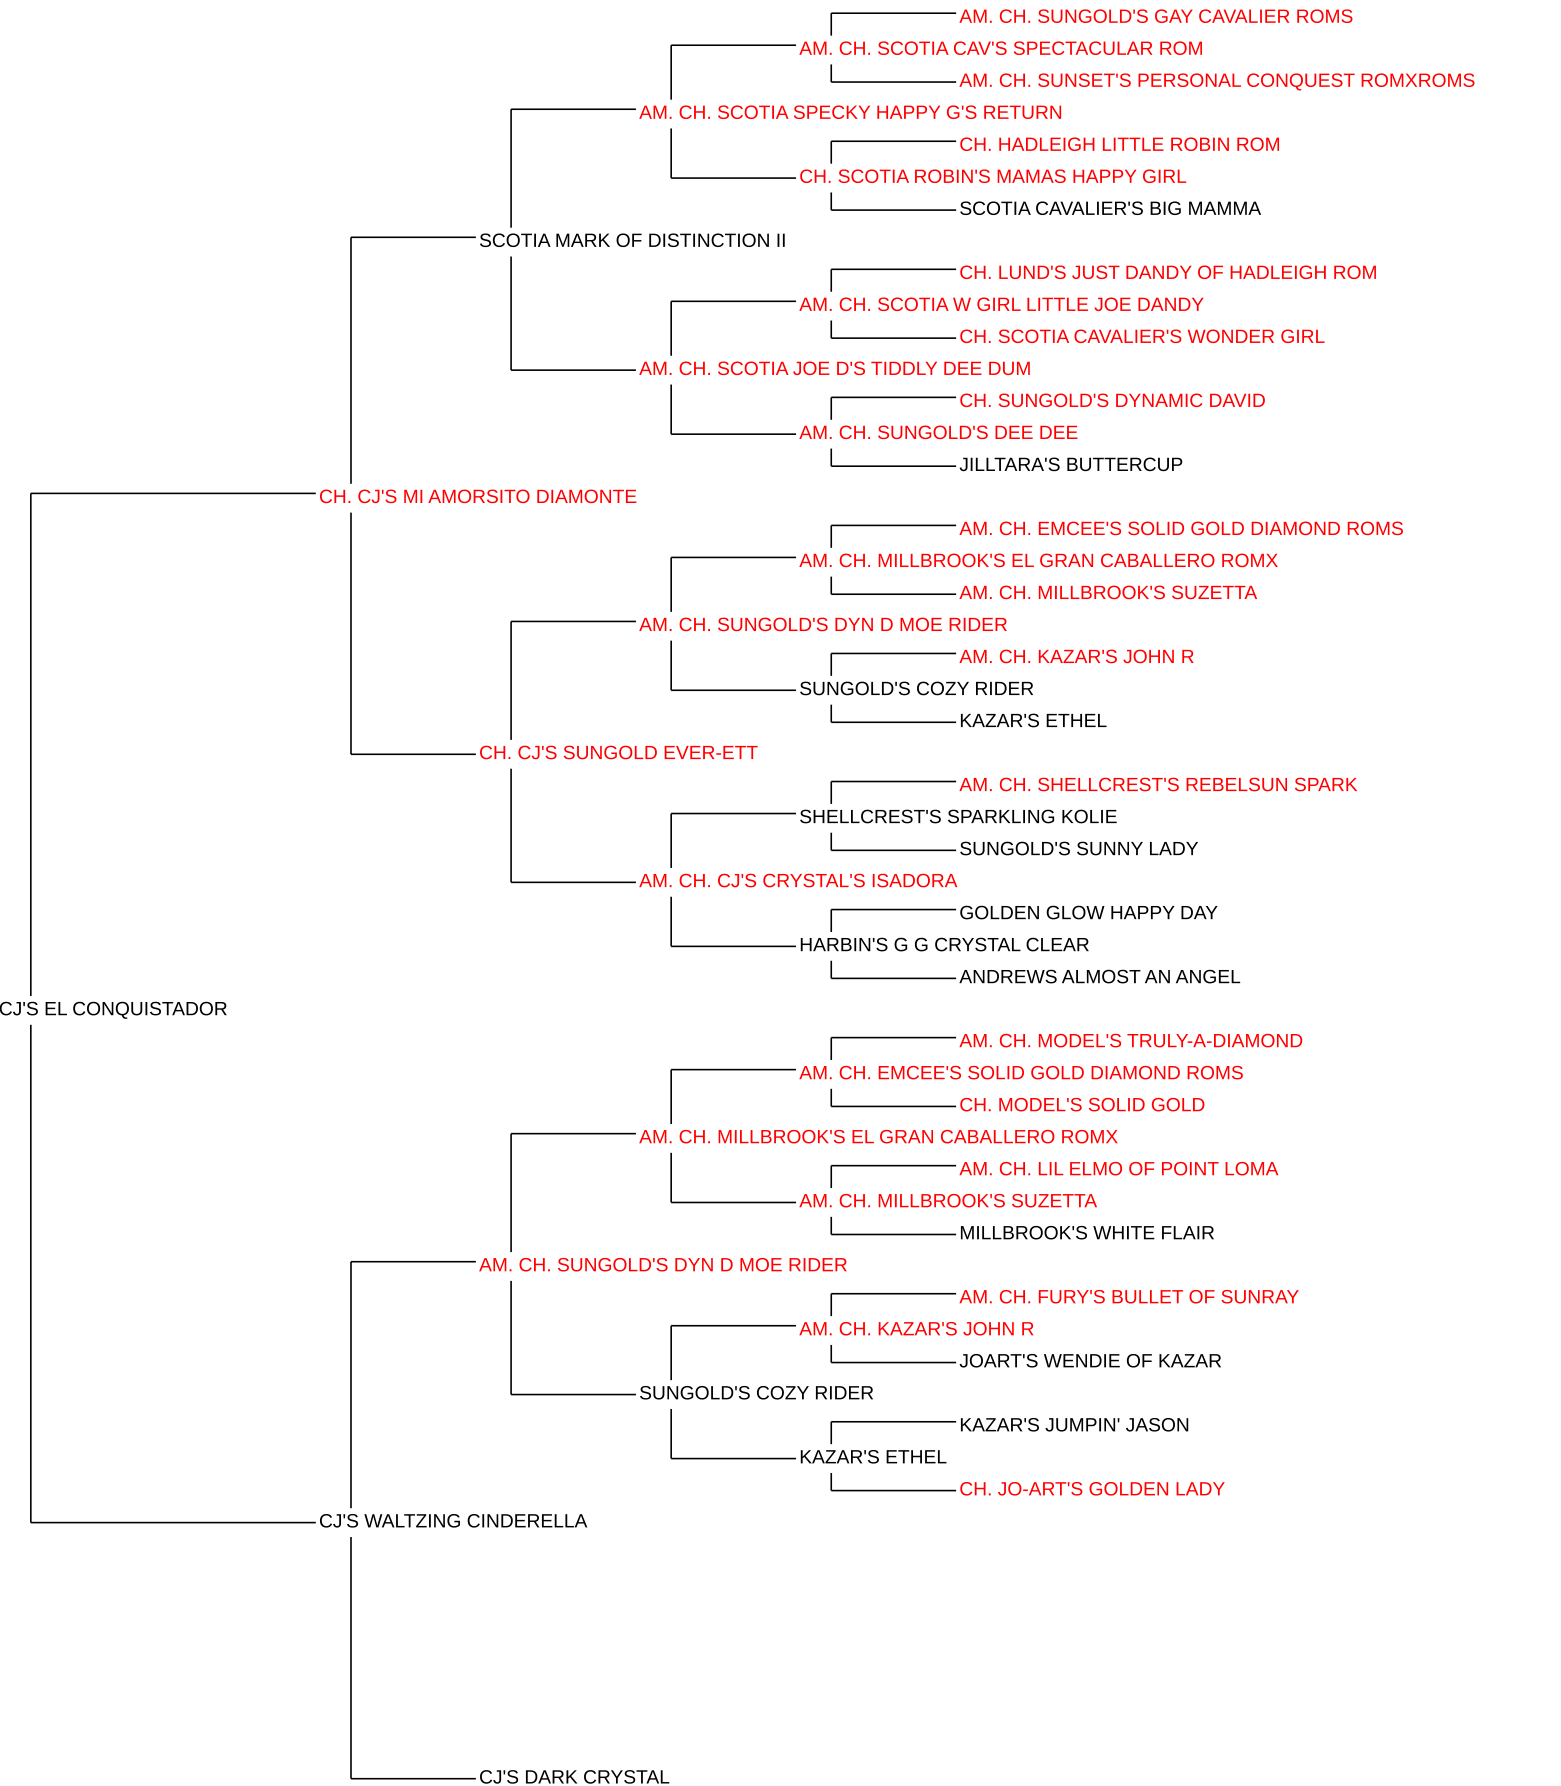 AM. CH. SUNGOLD'S GAY CAVALIER ROMS
AM. CH. SCOTIA CAV'S SPECTACULAR ROM
AM. CH. SUNSET'S PERSONAL CONQUEST ROMXROMS
AM. CH. SCOTIA SPECKY HAPPY G'S RETURN
CH. HADLEIGH LITTLE ROBIN ROM
CH. SCOTIA ROBIN'S MAMAS HAPPY GIRL
SCOTIA CAVALIER'S BIG MAMMA
SCOTIA MARK OF DISTINCTION II
CH. LUND'S JUST DANDY OF HADLEIGH ROM
AM. CH. SCOTIA W GIRL LITTLE JOE DANDY
CH. SCOTIA CAVALIER'S WONDER GIRL
AM. CH. SCOTIA JOE D'S TIDDLY DEE DUM
CH. SUNGOLD'S DYNAMIC DAVID
AM. CH. SUNGOLD'S DEE DEE
JILLTARA'S BUTTERCUP
CH. CJ'S MI AMORSITO DIAMONTE
AM. CH. EMCEE'S SOLID GOLD DIAMOND ROMS
AM. CH. MILLBROOK'S EL GRAN CABALLERO ROMX
AM. CH. MILLBROOK'S SUZETTA
AM. CH. SUNGOLD'S DYN D MOE RIDER
AM. CH. KAZAR'S JOHN R
SUNGOLD'S COZY RIDER
KAZAR'S ETHEL
CH. CJ'S SUNGOLD EVER-ETT
AM. CH. SHELLCREST'S REBELSUN SPARK
SHELLCREST'S SPARKLING KOLIE
SUNGOLD'S SUNNY LADY
AM. CH. CJ'S CRYSTAL'S ISADORA
GOLDEN GLOW HAPPY DAY
HARBIN'S G G CRYSTAL CLEAR
ANDREWS ALMOST AN ANGEL
CJ'S EL CONQUISTADOR
AM. CH. MODEL'S TRULY-A-DIAMOND
AM. CH. EMCEE'S SOLID GOLD DIAMOND ROMS
CH. MODEL'S SOLID GOLD
AM. CH. MILLBROOK'S EL GRAN CABALLERO ROMX
AM. CH. LIL ELMO OF POINT LOMA
AM. CH. MILLBROOK'S SUZETTA
MILLBROOK'S WHITE FLAIR
AM. CH. SUNGOLD'S DYN D MOE RIDER
AM. CH. FURY'S BULLET OF SUNRAY
AM. CH. KAZAR'S JOHN R
JOART'S WENDIE OF KAZAR
SUNGOLD'S COZY RIDER
KAZAR'S JUMPIN' JASON
KAZAR'S ETHEL
CH. JO-ART'S GOLDEN LADY
CJ'S WALTZING CINDERELLA
CJ'S DARK CRYSTAL